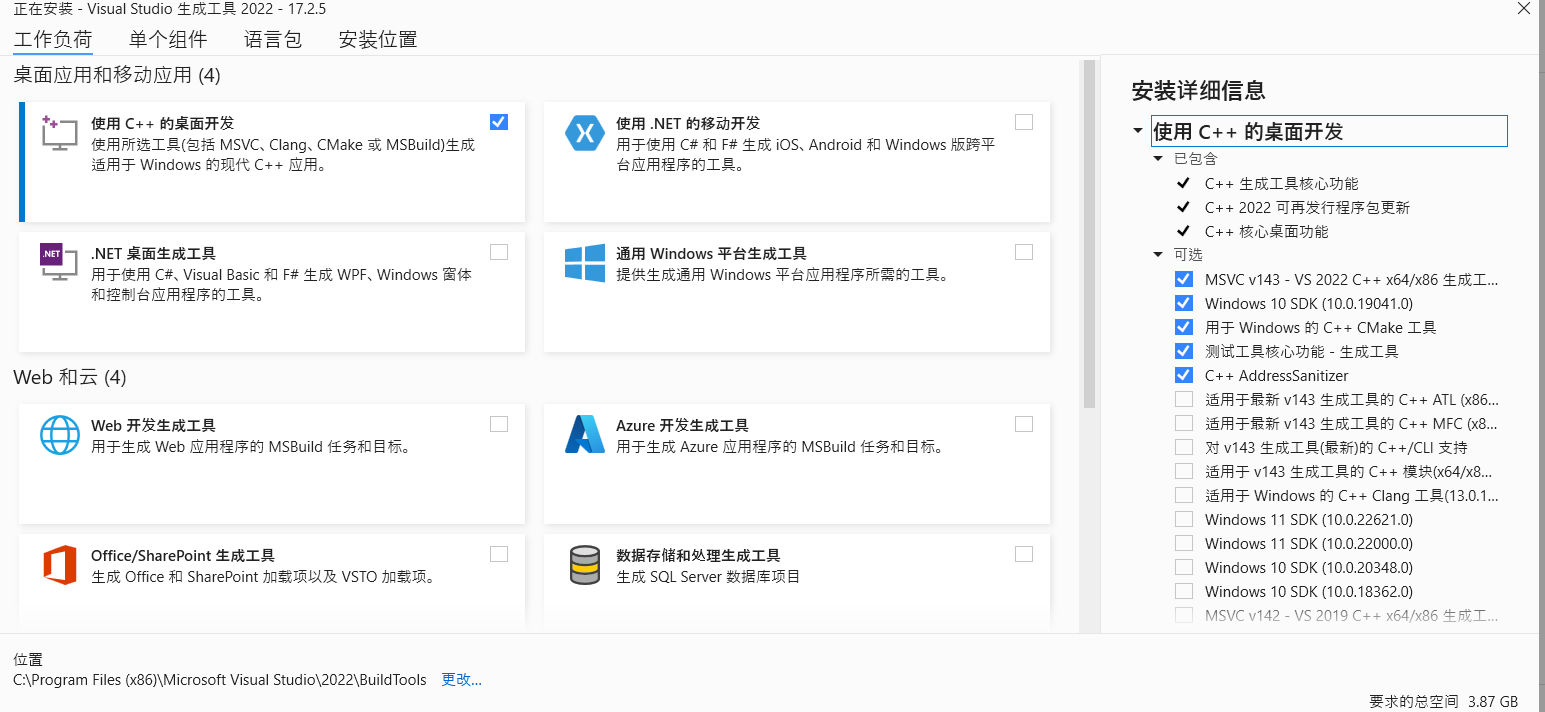 正在安装 - Visual Studio 生成工具 2022 - 17.2.5
工作负荷 单个组件 语言包 安装位置
桌面应用和移动应用 (4)
使用 C++ 的桌面开发
使用所选工具(包括 MSVC、Clang、CMake 或 MSBuild)生成
适用于 Windows 的现代 C++ 应用。
使用 .NET 的移动开发
用于使用 C# 和 F# 生成 iOS、Android 和 Windows 版跨平
台应用程序的工具。
.NET
.NET 桌面生成工具
用于使用 C#、Visual Basic 和 F# 生成 WPF、Windows 窗体
和控制台应用程序的工具。
通用 Windows 平台生成工具
提供生成通用 Windows 平台应用程序所需的工具。
Web 和云 (4)
Web 开发生成工具
用于生成 Web 应用程序的 MSBuild 任务和目标。
Azure 开发生成工具
用于生成 Azure 应用程序的 MSBuild 任务和目标。
Office/SharePoint 生成工具
生成 Office 和 SharePoint 加载项以及 VSTO 加载项。
数据存储和处理生成工具
生成 SQL Server 数据库项目
安装详细信息
使用 C++ 的桌面开发
已包含
C++ 生成工具核心功能
C++ 2022 可再发行程序包更新
C++ 核心桌面功能
可选
MSVC v143 - VS 2022 C++ x64/x86 生成工...
Windows 10 SDK (10.0.19041.0)
用于 Windows 的 C++ CMake 工具
测试工具核心功能 - 生成工具
C++ AddressSanitizer
适用于最新 v143 生成工具的 C++ ATL (x86...
适用于最新 v143 生成工具的 C++ MFC (x8...
对 v143 生成工具(最新)的 C++/CLI 支持
适用于 v143 生成工具的 C++ 模块(x64/x8...
适用于 Windows 的 C++ Clang 工具(13.0.1...
Windows 11 SDK (10.0.22621.0)
Windows 11 SDK (10.0.22000.0)
Windows 10 SDK (10.0.20348.0)
Windows 10 SDK (10.0.18362.0)
MSVC v142 - VS 2019 C++ x64/x86 生成工...
位置
C:\Program Files (x86)\Microsoft Visual Studio\2022\BuildTools 更改...
要求的总空间 3.87 GB